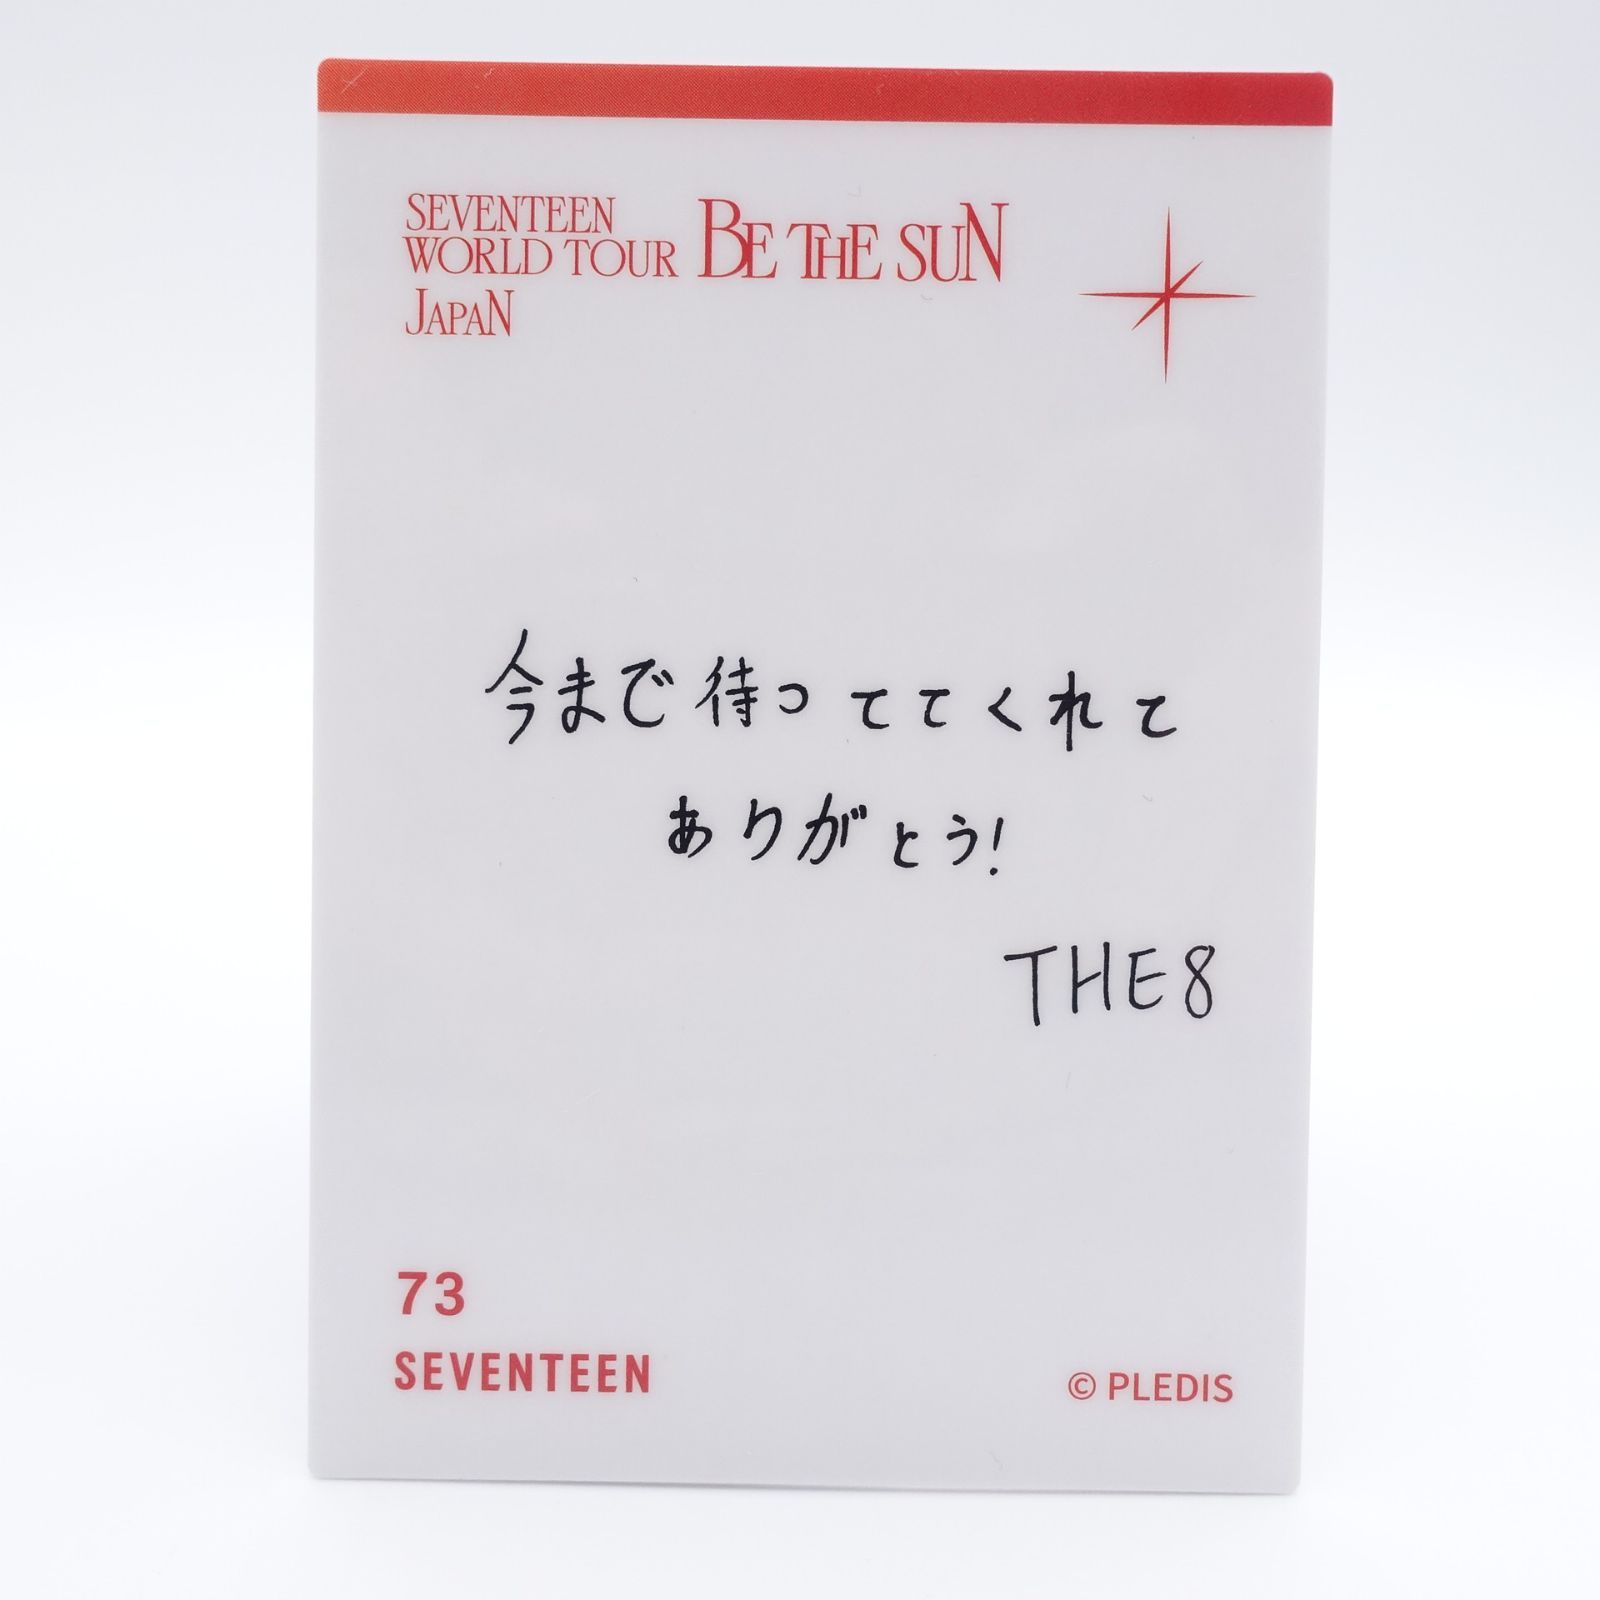 SEVENTEEN
WORLD TOUR BE THE SUN
JAPAN
今まで待っててくれて
ありがとう!
THE8
73
SEVENTEEN
© PLEDIS